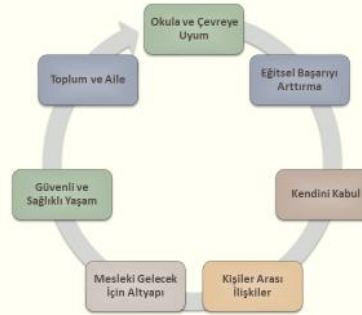 Okula ve Çevreye
Uyum
Eğitsel Başarıyı
Arttırma
Kendini Kabul
Kişiler Arası
İlişkiler
Mesleki Gelecek
İçin Altyapı
Güvenli ve
Sağlıklı Yaşam
Toplum ve Aile